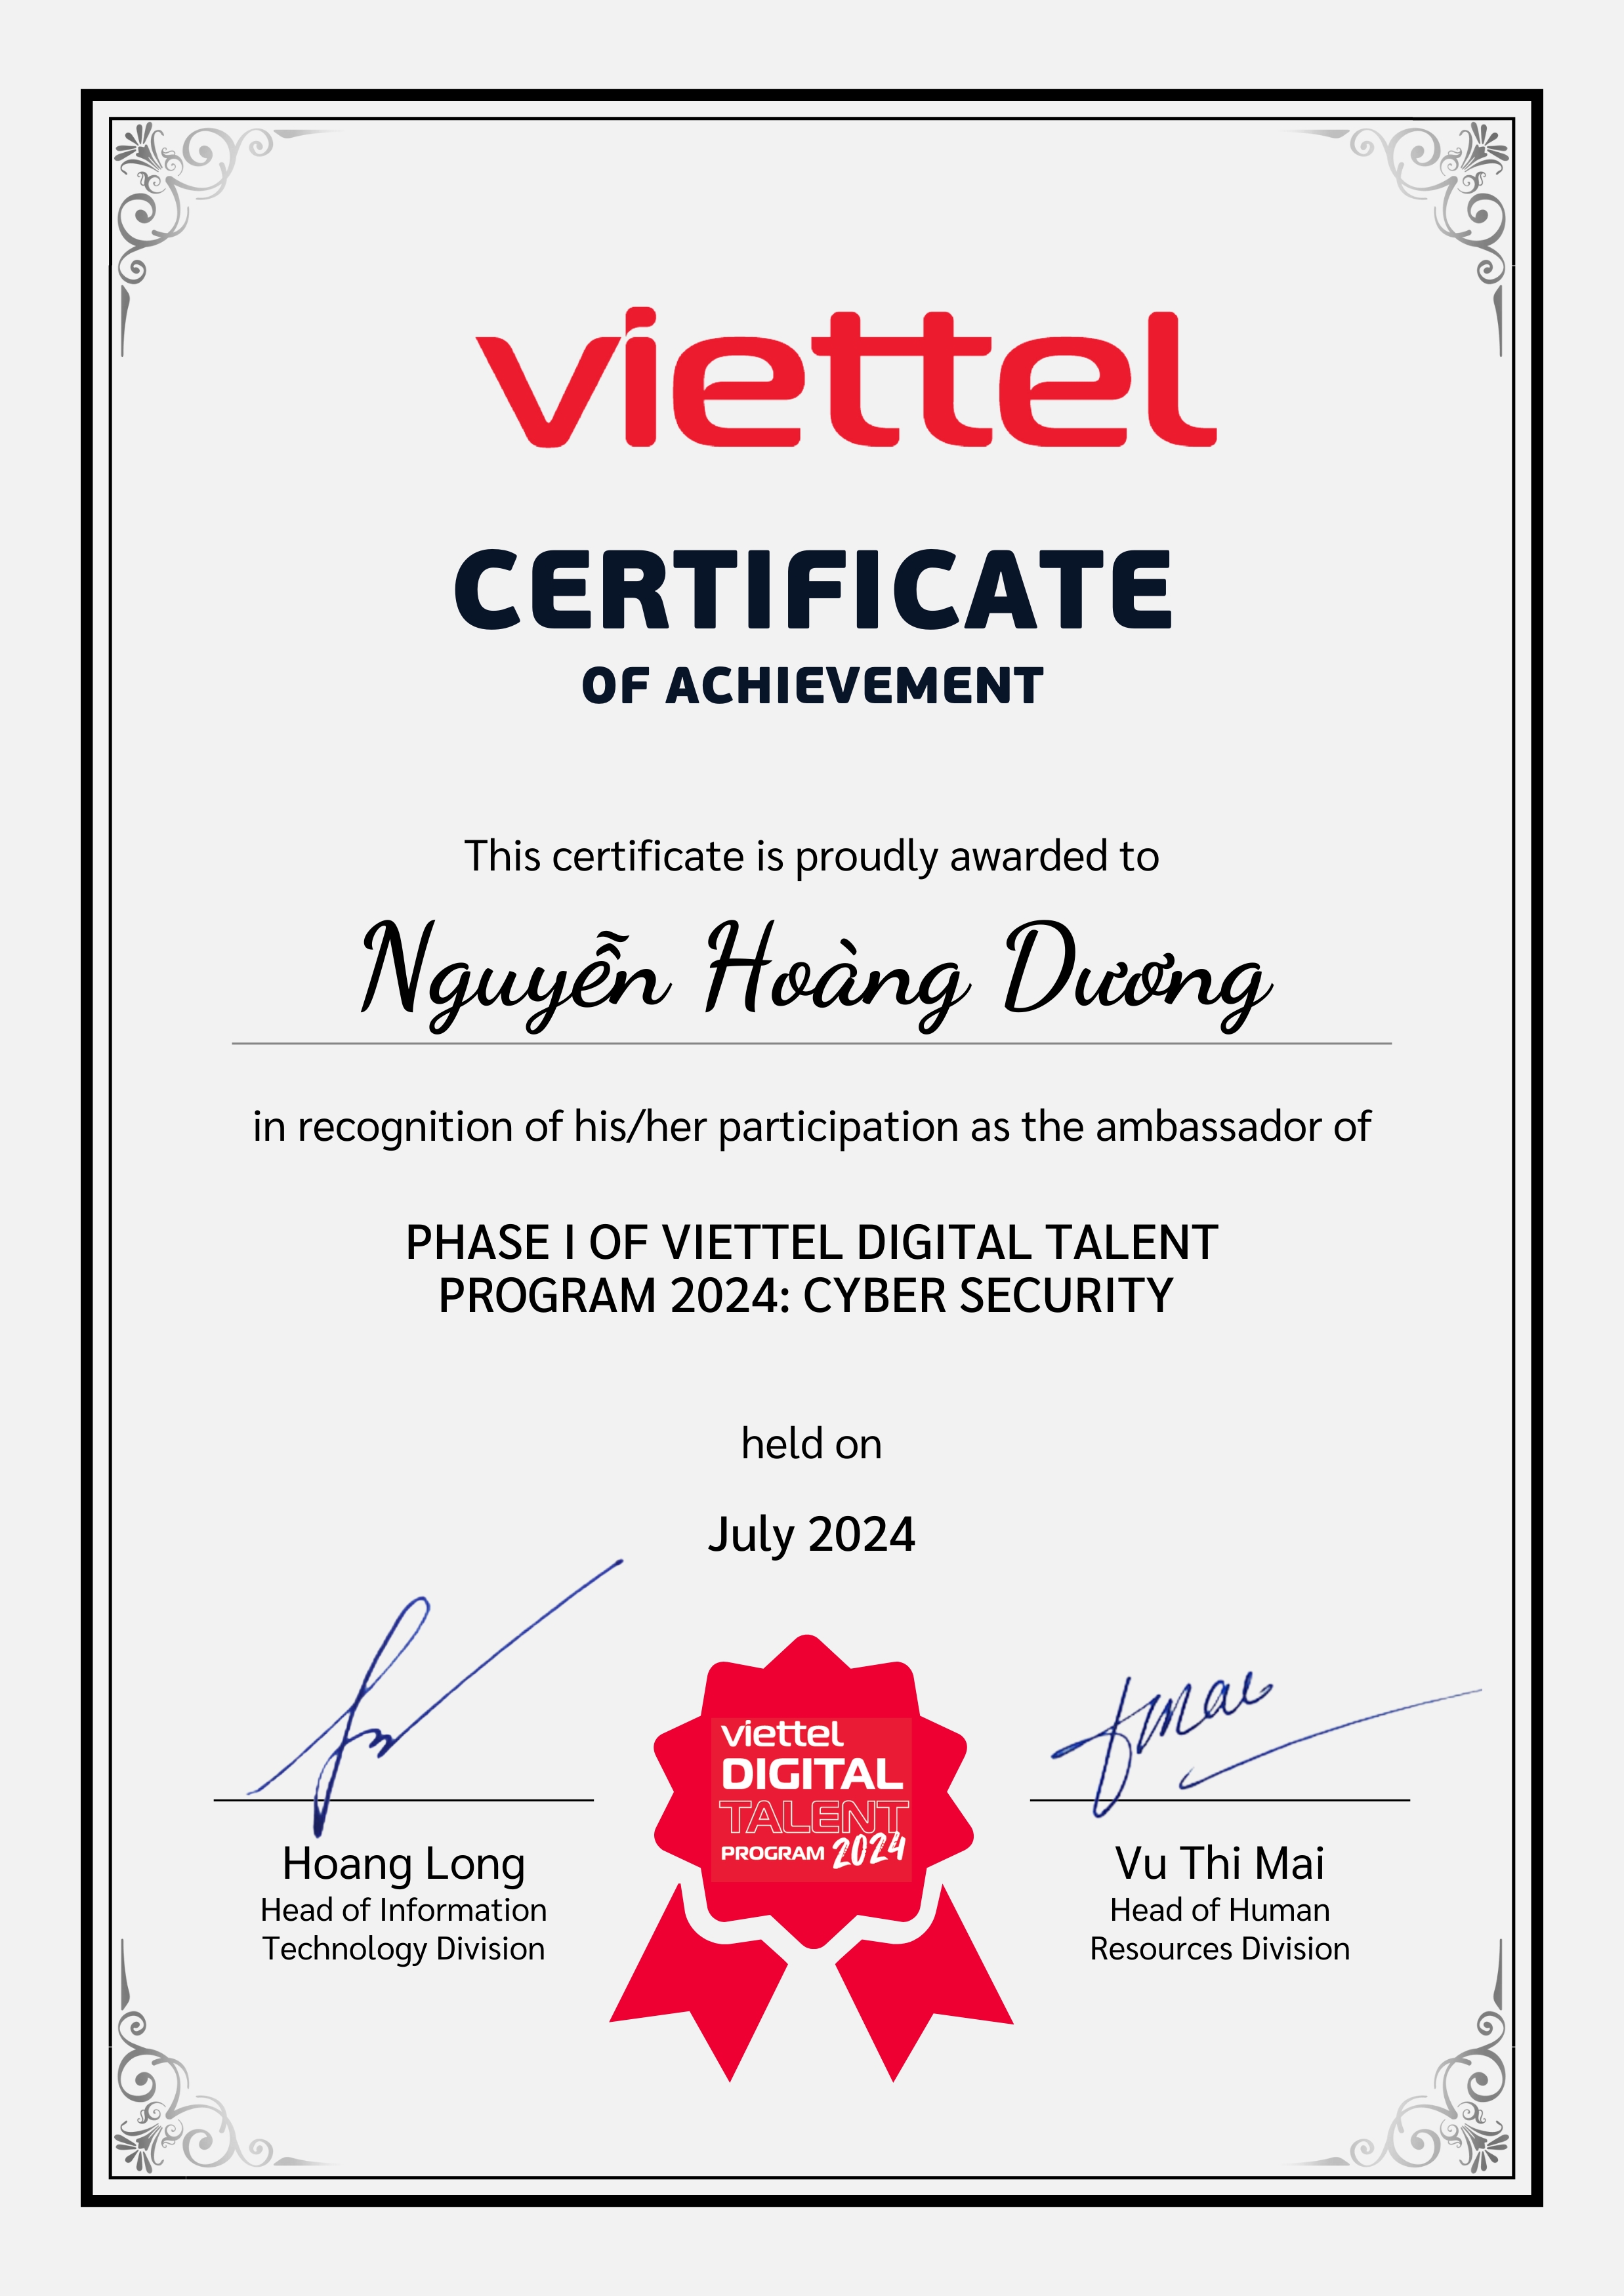 viettel
CERTIFICATE
OF ACHIEVEMENT
This certificate is proudly awarded to
Nguyễn Hoàng Dương
in recognition of his/her participation as the ambassador of
PHASE I OF VIETTEL DIGITAL TALENT
PROGRAM 2024: CYBER SECURITY
held on
July 2024
viettel
DIGITAL
TALENT
PROGRAM 2024
Hoang Long
Head of Information
Technology Division
Vu Thi Mai
Head of Human
Resources Division